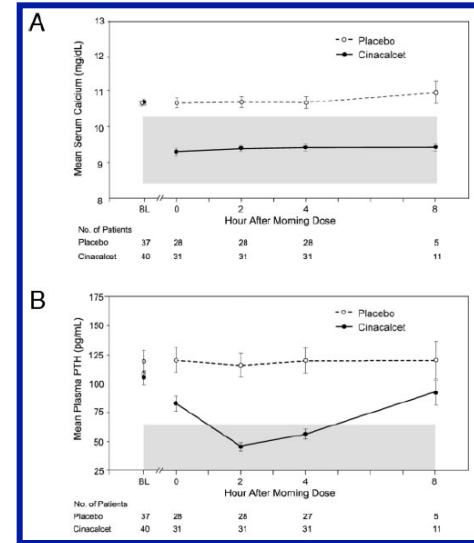 A
13
12
11
10
9
8
Mean Serum Calcium (mg/dL)
Placebo
Cinacalcet
BL 0 2 4 8
Hour After Morning Dose
No. of Patients
Placebo 37 28 28 28 5
Cinacalcet 40 31 31 31 11
B
175
150
125
100
75
50
25
Mean Plasma PTH (pg/mL)
Placebo
Cinacalcet
BL 0 2 4 8
Hour After Morning Dose
No. of Patients
Placebo 37 28 28 27 5
Cinacalcet 40 31 31 31 11